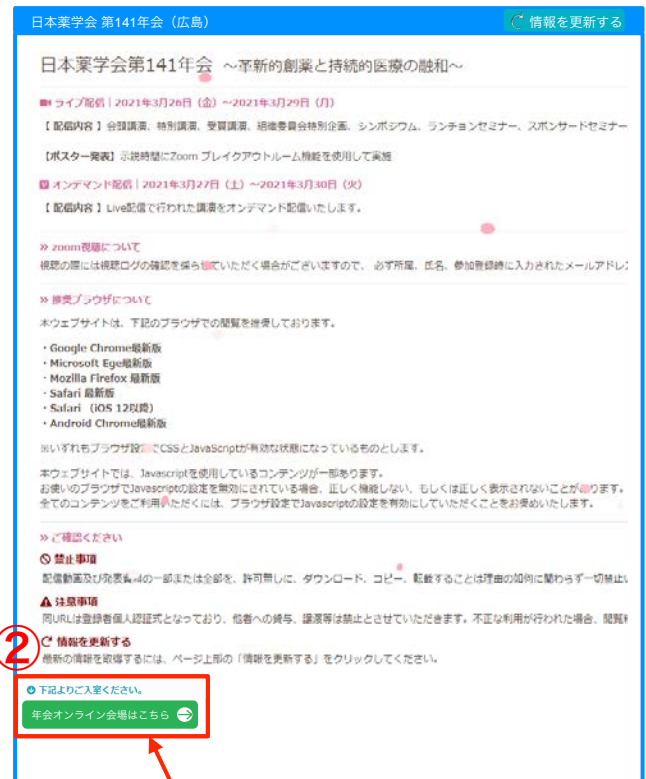 日本薬学会 第141年会（広島）
情報を更新する
日本薬学会第141年会 ～革新的創薬と持続的医療の融和～
ライブ配信｜2021年3月26日（金）～2021年3月29日（月）
【 配信内容 】会頭講演、特別講演、受賞講演、組織委員会特別企画、シンポジウム、ランチョンセミナー、スポンサードセミナー
【ポスター発表】示説時間にZoom ブレイクアウトルーム機能を使用して実施
オンデマンド配信｜2021年3月27日（土）～2021年3月30日（火）
【 配信内容 】Live配信で行われた講演をオンデマンド配信いたします。
» zoom視聴について
視聴の際には視聴ログの確認を採らせていただく場合がございますので、 必ず所属、氏名、参加登録時に入力されたメールアドレ
» 推奨ブラウザについて
本ウェブサイトは、下記のブラウザでの閲覧を推奨しております。
・Google Chrome最新版
・Microsoft Ege最新版
・Mozilla Firefox 最新版
・Safari 最新版
・Safari （iOS 12以降）
・Android Chrome最新版
※いずれもブラウザ設定でCSSとJavaScriptが有効な状態になっているものとします。
本ウェブサイトでは、Javascriptを使用しているコンテンツが一部あります。
お使いのブラウザでJavascriptの設定を無効にされている場合、正しく機能しない、もしくは正しく表示されないことがあります。
全てのコンテンツをご利用いただくには、ブラウザ設定でJavascriptの設定を有効にしていただくことをお奨めいたします。
» ご確認ください
禁止事項
配信動画及び発表資料の一部または全部を、許可無しに、ダウンロード、コピー、転載することは理由の如何に関わらず一切禁止
注意事項
同URLは登録者個人認証式となっており、他者への貸与、譲渡等は禁止とさせていただきます。不正な利用が行われた場合、閲覧
② 情報を更新する
最新の情報を取得するには、ページ上部の「情報を更新する」をクリックしてください。
下記よりご入室ください。
年会オンライン会場はこちら